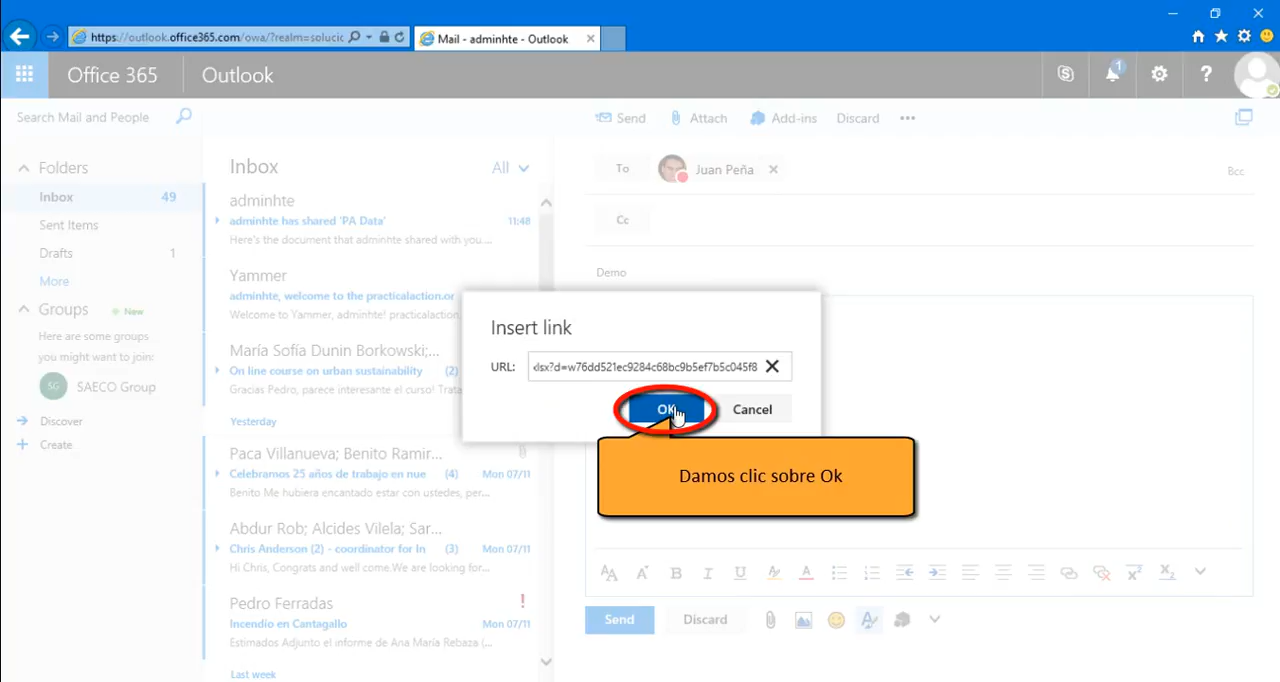 https://outlook.office365.com/owa/?realm=soluci
Mail - adminhte - Outlook
Office 365
Outlook
1
Search Mail and People
Send
Attach
Add-ins
Discard
Folders
Inbox 49
Sent Items
Drafts 1
More
Groups
New
Here are some groups
you might want to join:
SG
SAECO Group
Discover
Create
Inbox
All
adminhte
adminhte has shared 'PA Data' 11:48
Here's the document that adminhte shared with you....
Yammer
adminhte, welcome to the practicalaction.or
Welcome to Yammer, adminhte! practicalaction.
María Sofía Dunin Borkowski;...
On line course on urban sustainability (2)
Gracias Pedro, parece interesante el curso! Trata
Yesterday
Paca Villanueva; Benito Ramir...
Celebramos 25 años de trabajo en nue (4) Mon 07/11
Benito Me hubiera encantado estar con ustedes, per...
Abdur Rob; Alcides Vilela; Sar...
Chris Anderson (2) - coordinator for In (3) Mon 07/11
Hi Chris, Congrats and well come.We are looking for...
Pedro Ferradas
Incendio en Cantagallo Mon 07/11
Estimados Adjunto el informe de Ana María Rebaza (...
Last week
To
Juan Peña
Bcc
Cc
Demo
Insert link
URL:
xlsx?d=w76dd521ec9284c68bc9b5ef7b5c045f8
OK
Cancel
Damos clic sobre Ok
Send
Discard